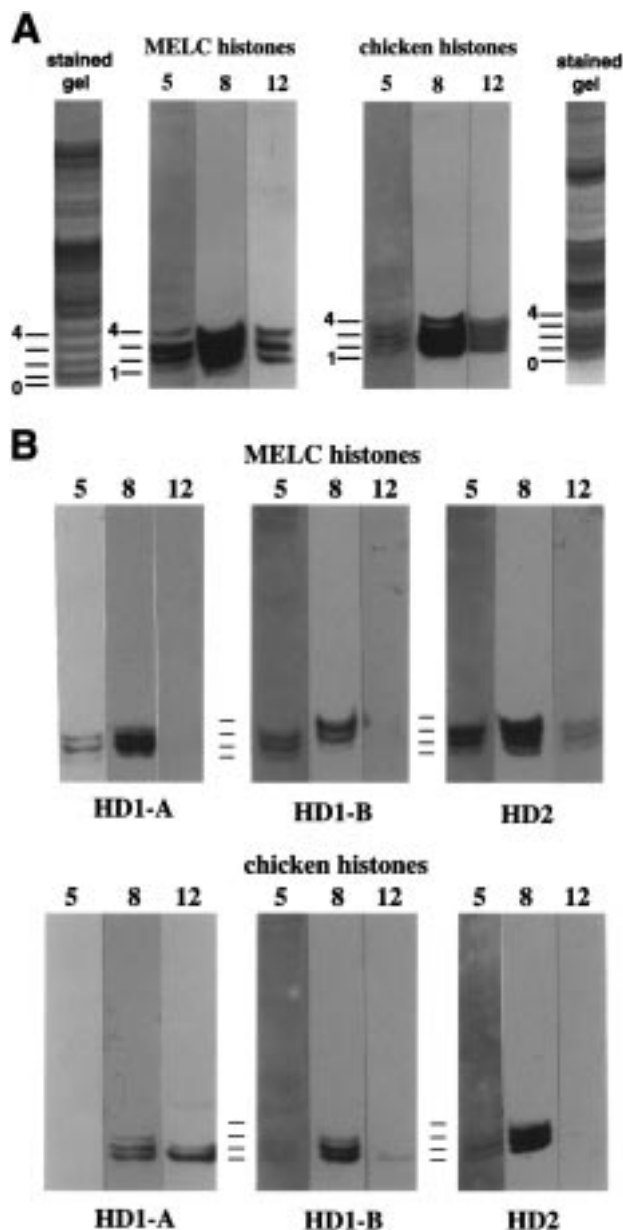 A
stained gel
MELC histones
5 8 12
chicken histones
5 8 12
stained gel
4
0
4
1
4
1
4
0
B
MELC histones
5 8 12
5 8 12
5 8 12
HD1-A
HD1-B
HD2
chicken histones
5 8 12
5 8 12
5 8 12
HD1-A
HD1-B
HD2